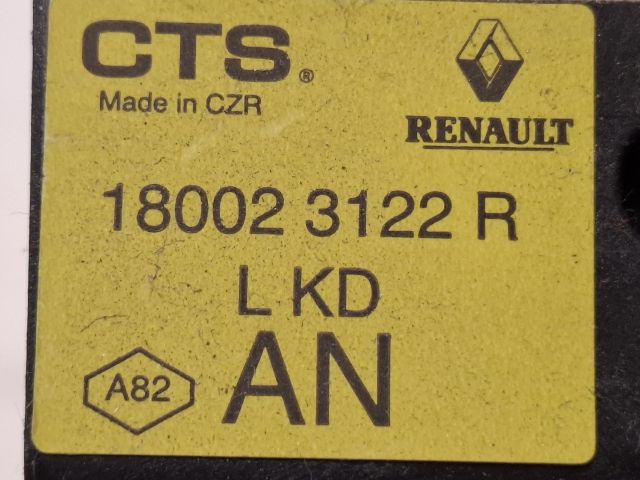 CTS®
Made in CZR
RENAULT
18002 3122 R
L KD
A82
AN